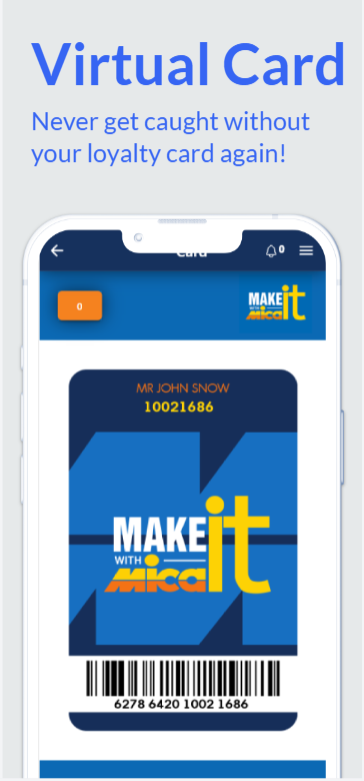 Virtual Card
Never get caught without
your loyalty card again!
Card
0
0
MAKE it
WITH
mica
MR JOHN SNOW
10021686
MAKE it
WITH
mica
6278 6420 1002 1686